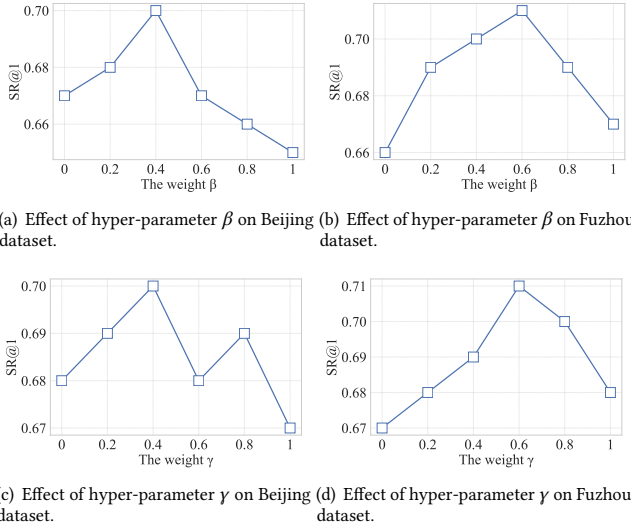 0.70
0.68
0.66
SR@1
0 0.2 0.4 0.6 0.8 1
The weight β
0.70
0.68
0.66
SR@1
0 0.2 0.4 0.6 0.8 1
The weight β
(a) Effect of hyper-parameter β on Beijing
dataset.
(b) Effect of hyper-parameter β on Fuzhou
dataset.
0.70
0.69
0.68
0.67
SR@1
0 0.2 0.4 0.6 0.8 1
The weight γ
0.71
0.70
0.69
0.68
0.67
SR@1
0 0.2 0.4 0.6 0.8 1
The weight γ
c) Effect of hyper-parameter γ on Beijing
dataset.
(d) Effect of hyper-parameter γ on Fuzhou
dataset.